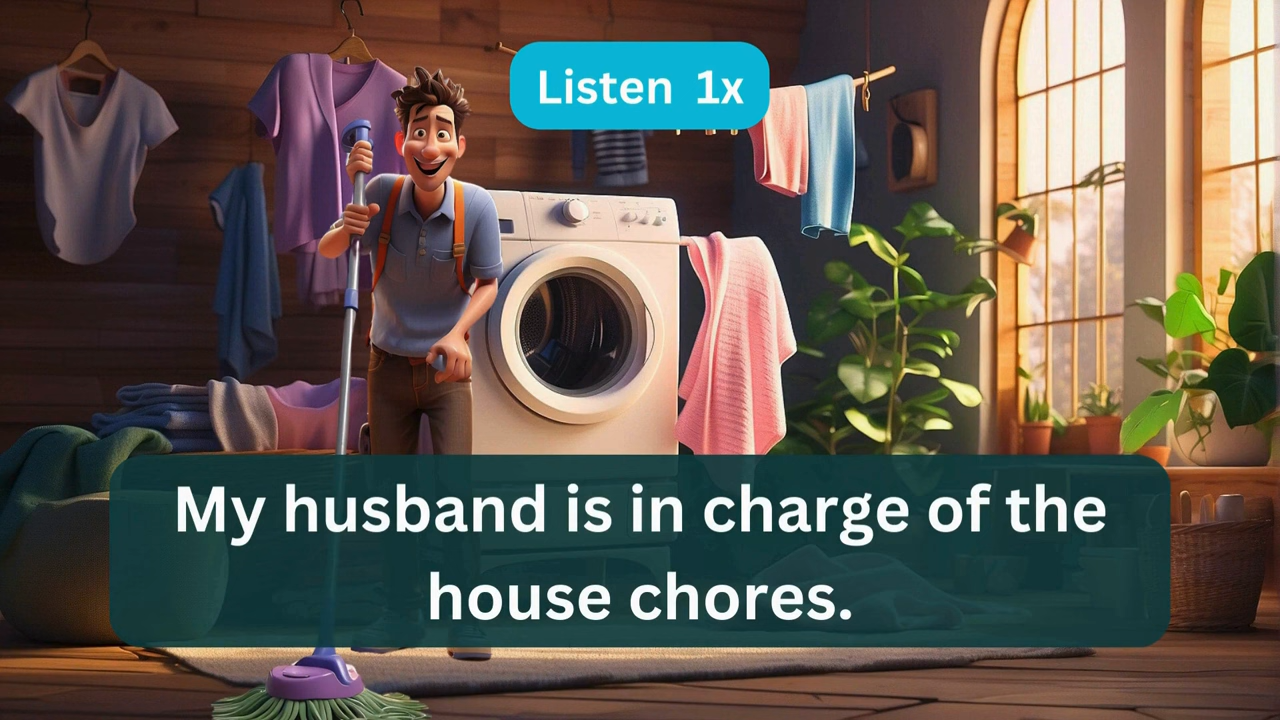 Listen 1x
My husband is in charge of the
house chores.